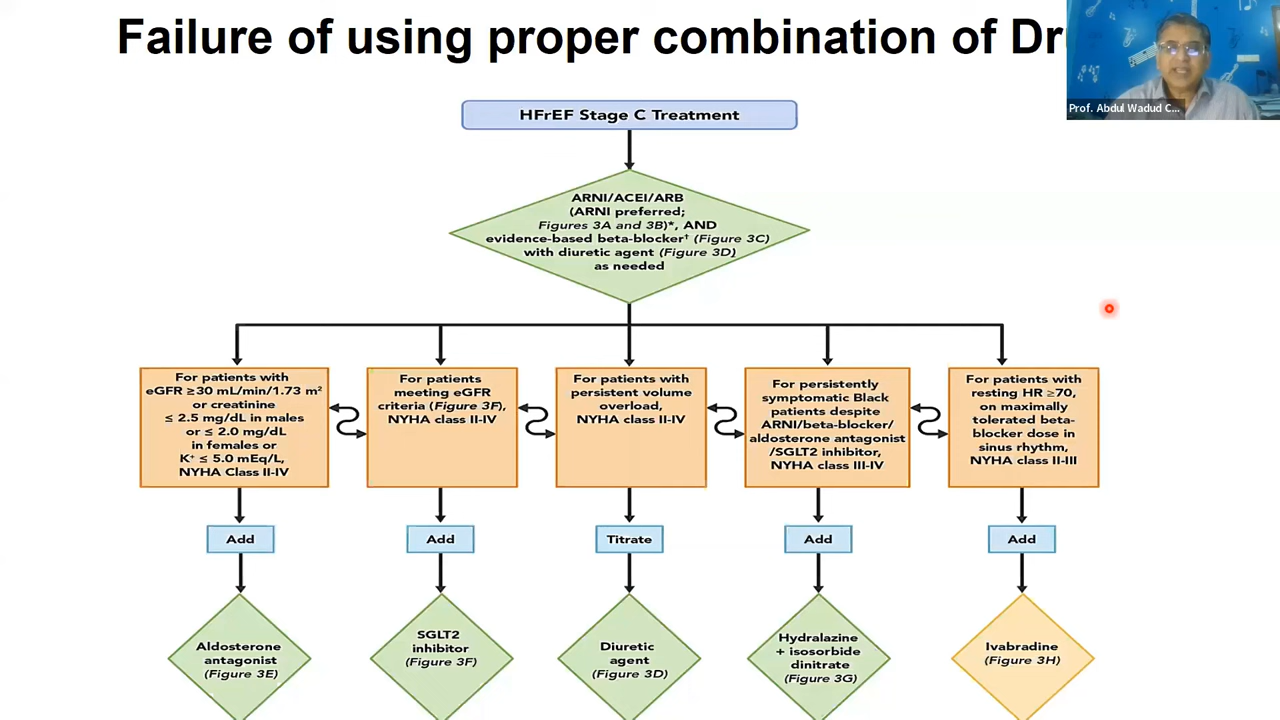 Failure of using proper combination of
Prof. Abdul Wadud C...
HFrEF Stage C Treatment
ARNI/ACEI/ARB
(ARNI preferred;
Figures 3A and 3B)*, AND
evidence-based beta-blocker† (Figure 3C)
with diuretic agent (Figure 3D)
as needed
For patients with
eGFR ≥30 mL/min/1.73 m²
or creatinine
≤ 2.5 mg/dL in males
or ≤ 2.0 mg/dL
in females or
K⁺ ≤ 5.0 mEq/L,
NYHA Class II-IV
For patients
meeting eGFR
criteria (Figure 3F),
NYHA class II-IV
For patients with
persistent volume
overload,
NYHA class II-IV
For persistently
symptomatic Black
patients despite
ARNI/beta-blocker/
aldosterone antagonist
/SGLT2 inhibitor,
NYHA class III-IV
For patients with
resting HR ≥70,
on maximally
tolerated beta-
blocker dose in
sinus rhythm,
NYHA class II-III
Add
Add
Titrate
Add
Add
Aldosterone
antagonist
(Figure 3E)
SGLT2
inhibitor
(Figure 3F)
Diuretic
agent
(Figure 3D)
Hydralazine
+ isosorbide
dinitrate
(Figure 3G)
Ivabradine
(Figure 3H)